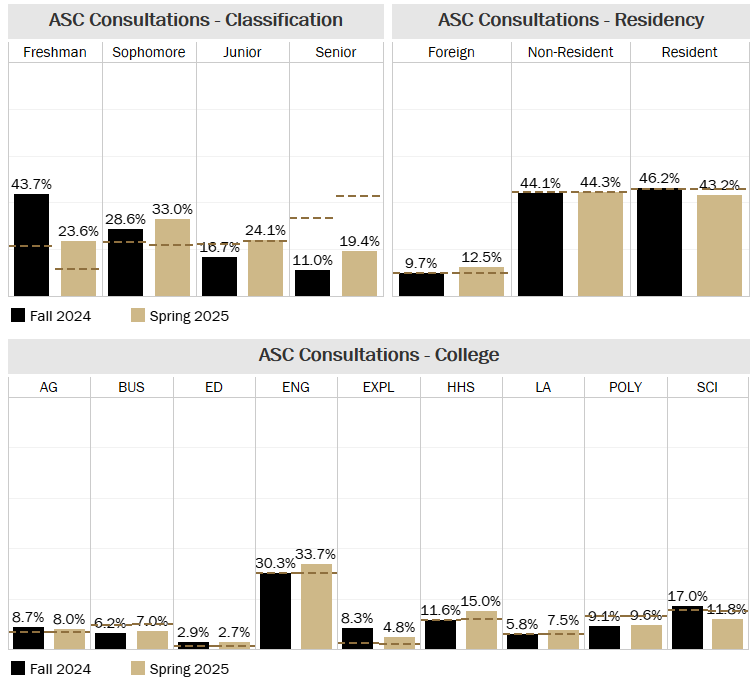 ASC Consultations - Classification
Freshman Sophomore Junior Senior
43.7% 23.6% 28.6% 33.0% 16.7% 24.1% 11.0% 19.4%
Fall 2024 Spring 2025
ASC Consultations - Residency
Foreign Non-Resident Resident
9.7% 12.5% 44.1% 44.3% 46.2% 43.2%
ASC Consultations - College
AG BUS ED ENG EXPL HHS LA POLY SCI
8.7% 8.0% 6.2% 7.0% 2.9% 2.7% 30.3% 33.7% 8.3% 4.8% 11.6% 15.0% 5.8% 7.5% 9.1% 9.6% 17.0% 11.8%
Fall 2024 Spring 2025